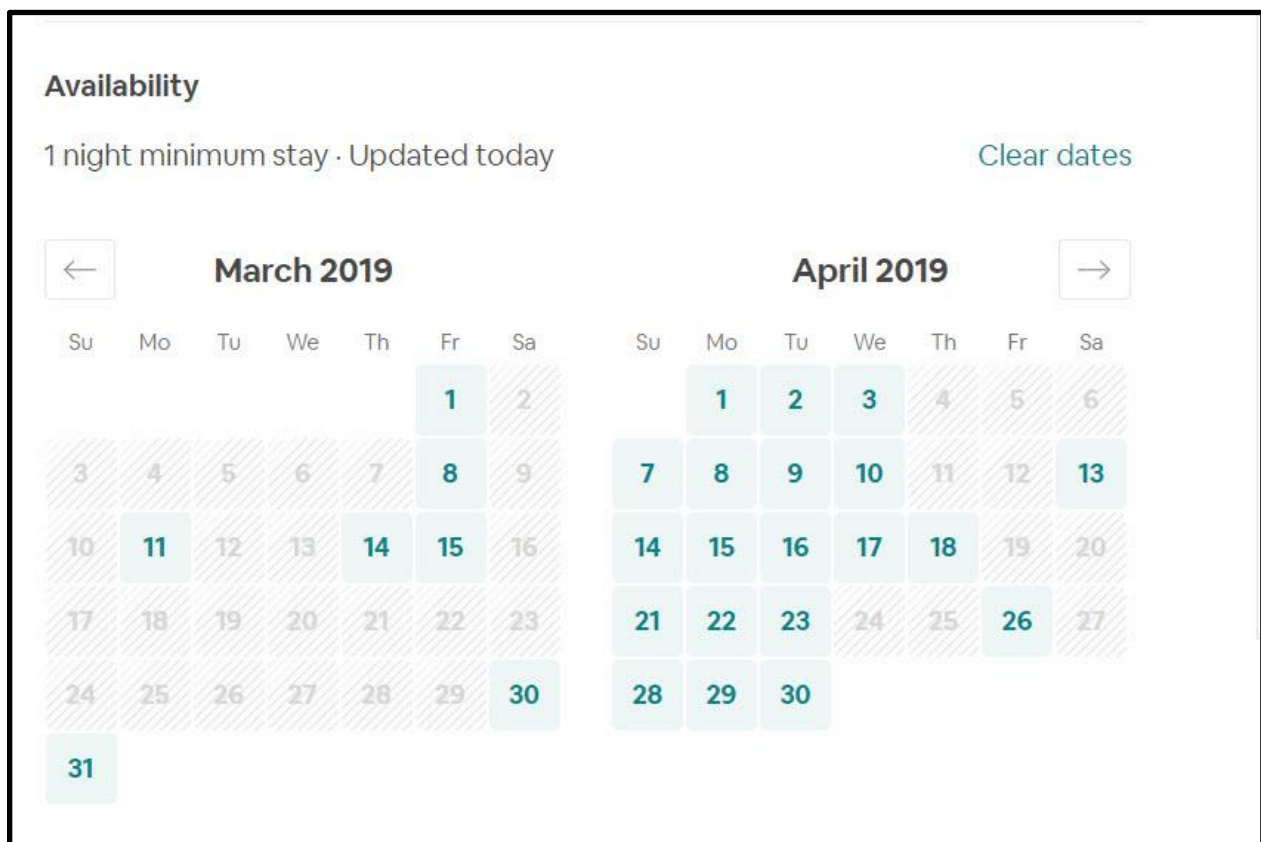 Availability
1 night minimum stay · Updated today
Clear dates
← March 2019
Su Mo Tu We Th Fr Sa
1 2
3 4 5 6 7 8 9
10 11 12 13 14 15 16
17 18 19 20 21 22 23
24 25 26 27 28 29 30
31
April 2019 →
Su Mo Tu We Th Fr Sa
1 2 3 4 5 6
7 8 9 10 11 12 13
14 15 16 17 18 19 20
21 22 23 24 25 26 27
28 29 30